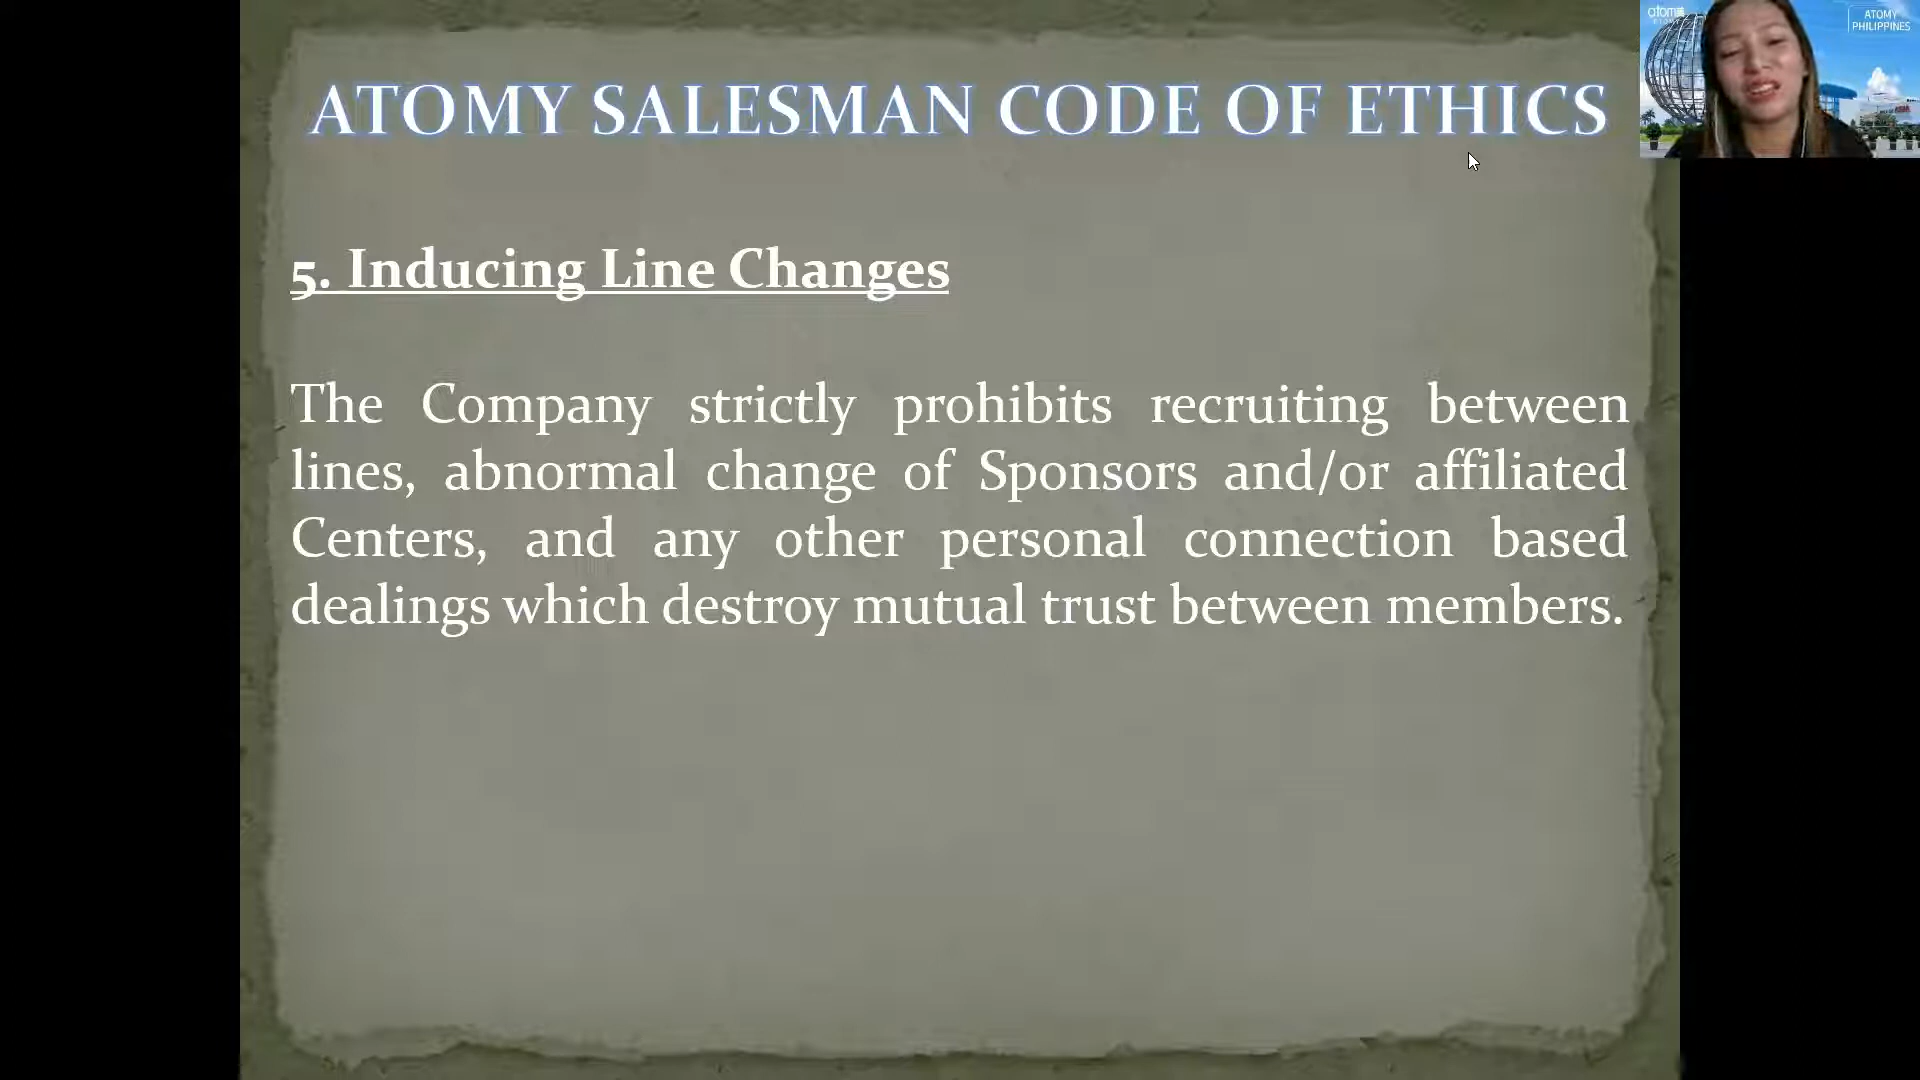 ATOMY SALESMAN CODE OF ETHICS
ATOMY
PHILIPPINES
5. Inducing Line Changes
The Company strictly prohibits recruiting between
lines, abnormal change of Sponsors and/or affiliated
Centers, and any other personal connection based
dealings which destroy mutual trust between members.